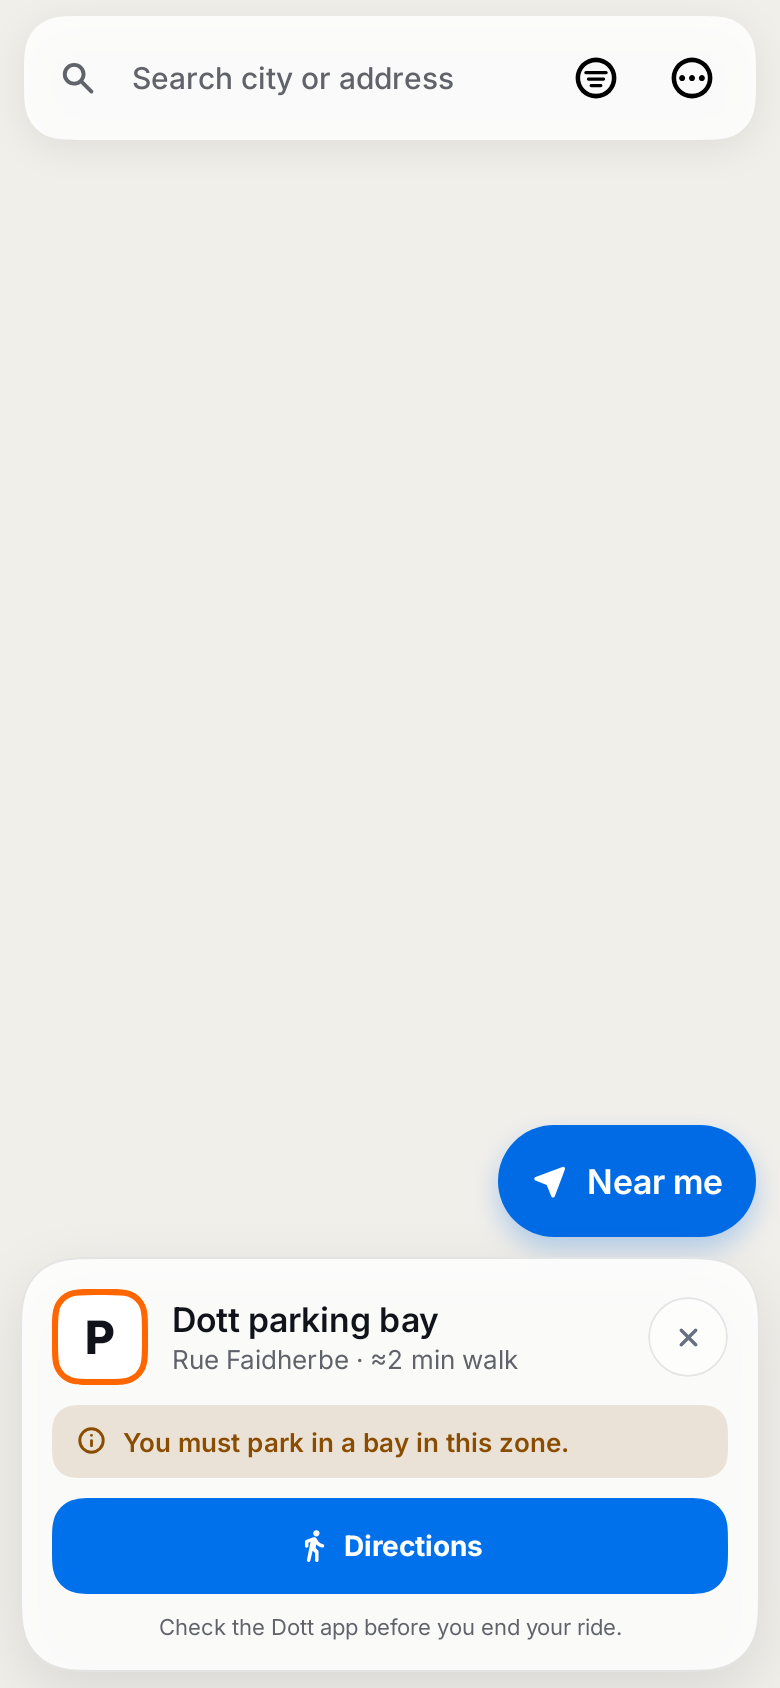 Search city or address
Near me
P
Dott parking bay
Rue Faidherbe · ≈2 min walk
You must park in a bay in this zone.
Directions
Check the Dott app before you end your ride.